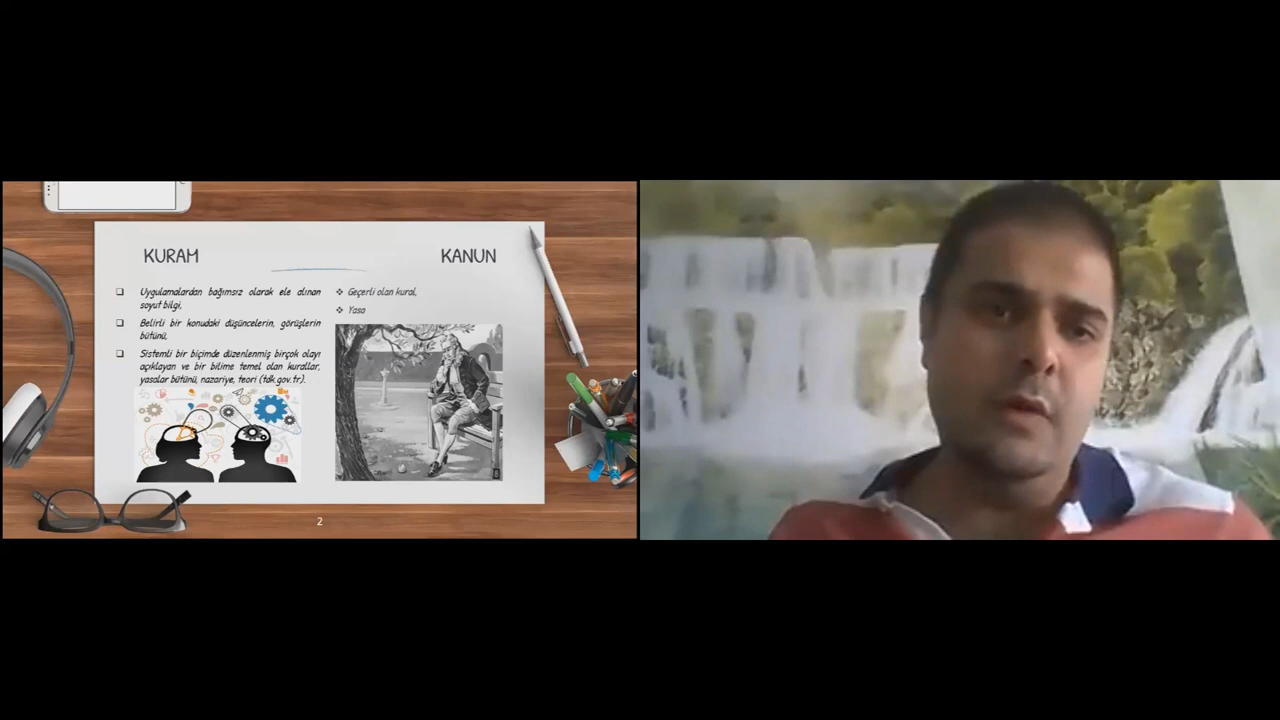 KURAM
KANUN
Uygulamalardan bağımsız olarak ele alınan
soyut bilgi,
Belirli bir konudaki düşüncelerin, görüşlerin
bütünü,
Sistemli bir biçimde düzenlenmiş birçok olayı
açıklayan ve bir bilime temel olan kurallar,
yasalar bütünü, nazariye, teori (tdk.gov.tr).
Geçerli olan kural,
Yasa
2